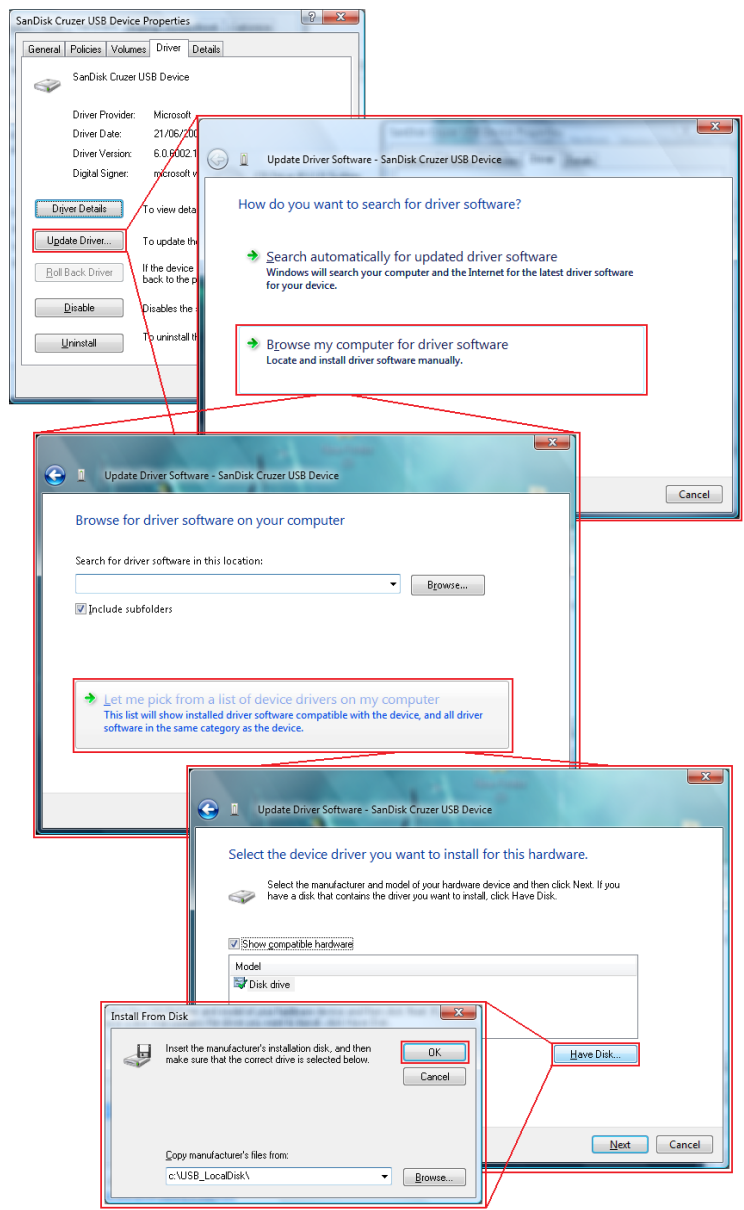 SanDisk Cruzer USB Device Properties
General Policies Volumes Driver Details
SanDisk Cruzer USB Device
Driver Provider: Microsoft
Driver Date: 21/06/200
Driver Version: 6.0.6002.1
Digital Signer: microsoft w
Driver Details To view deta
Update Driver... To update the
Roll Back Driver If the device
back to the p
Disable Disables the s
Uninstall To uninstall th
Update Driver Software - SanDisk Cruzer USB Device
How do you want to search for driver software?
Search automatically for updated driver software
Windows will search your computer and the Internet for the latest driver software
for your device.
Browse my computer for driver software
Locate and install driver software manually.
Cancel
Update Driver Software - SanDisk Cruzer USB Device
Browse for driver software on your computer
Search for driver software in this location:
Browse...
Include subfolders
Let me pick from a list of device drivers on my computer
This list will show installed driver software compatible with the device, and all driver
software in the same category as the device.
Update Driver Software - SanDisk Cruzer USB Device
Select the device driver you want to install for this hardware.
Select the manufacturer and model of your hardware device and then click Next. If you
have a disk that contains the driver you want to install, click Have Disk.
Show compatible hardware
Model
Disk drive
Have Disk...
Next Cancel
Install From Disk
Insert the manufacturer's installation disk, and then
make sure that the correct drive is selected below.
OK
Cancel
Copy manufacturer's files from:
c:\USB_LocalDisk\
Browse...